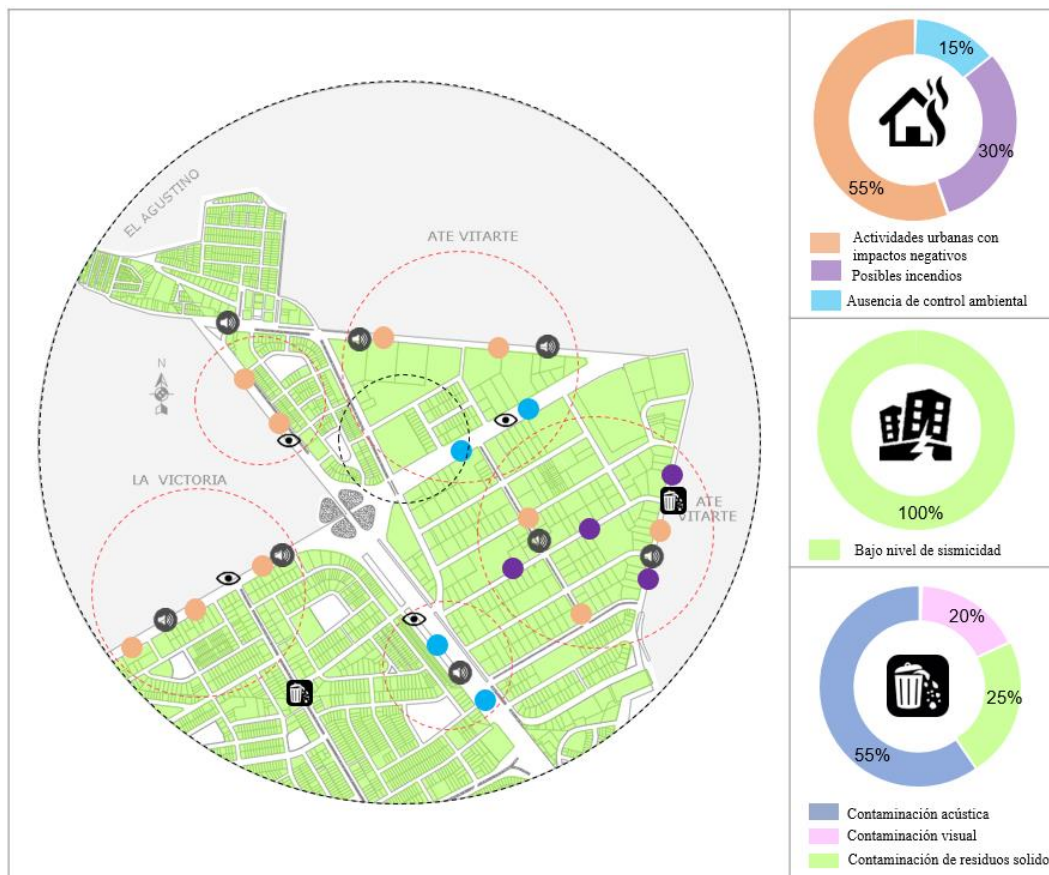 EL AGUSTINO
ATE VITARTE
N
LA VICTORIA
ATE
VITARTE
15%
30%
55%
Actividades urbanas con
impactos negativos
Posibles incendios
Ausencia de control ambiental
100%
Bajo nivel de sismicidad
20%
25%
55%
Contaminación acústica
Contaminación visual
Contaminación de residuos solido